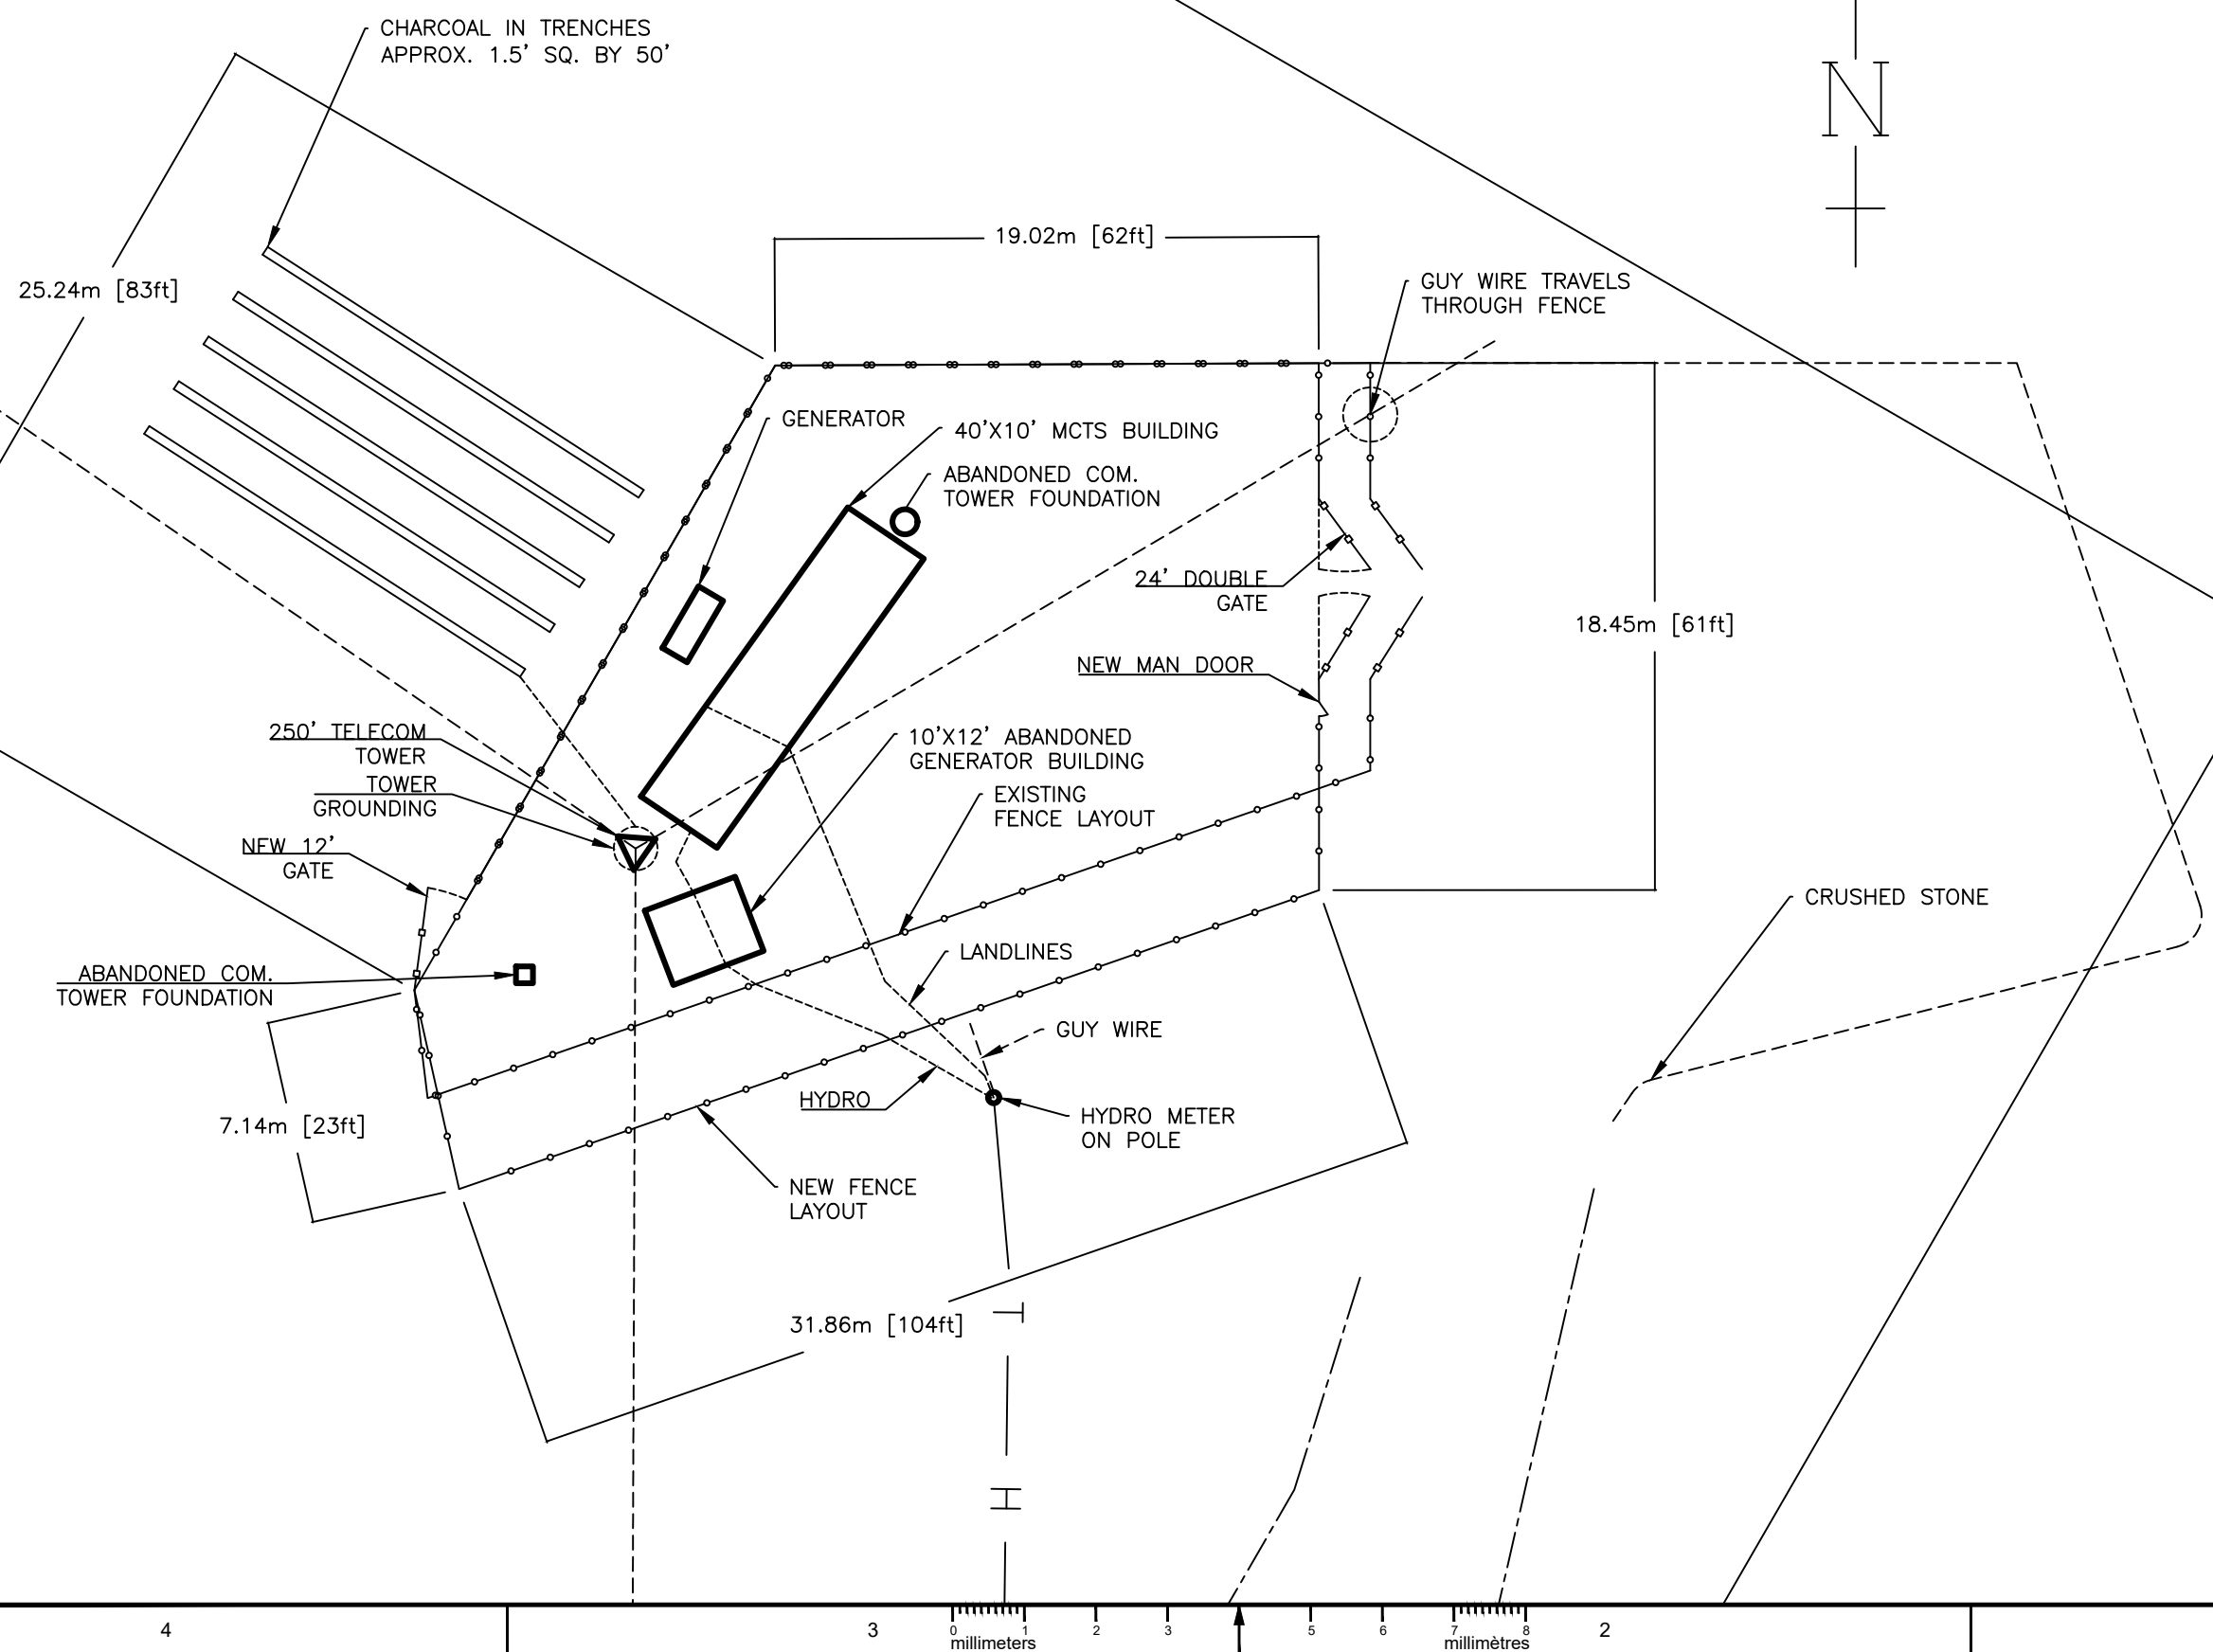 CHARCOAL IN TRENCHES
APPROX. 1.5' SQ. BY 50'
N
19.02m [62ft]
25.24m [83ft]
GUY WIRE TRAVELS
THROUGH FENCE
GENERATOR
40'X10' MCTS BUILDING
ABANDONED COM.
TOWER FOUNDATION
24' DOUBLE
GATE
18.45m [61ft]
NEW MAN DOOR
250' TELECOM
TOWER
10'X12' ABANDONED
GENERATOR BUILDING
TOWER
GROUNDING
EXISTING
FENCE LAYOUT
NEW 12'
GATE
CRUSHED STONE
LANDLINES
ABANDONED COM.
TOWER FOUNDATION
GUY WIRE
HYDRO
7.14m [23ft]
HYDRO METER
ON POLE
NEW FENCE
LAYOUT
31.86m [104ft]
T
H
4
3
0 1 2 3 5 6 7 8
2
millimeters
millimètres